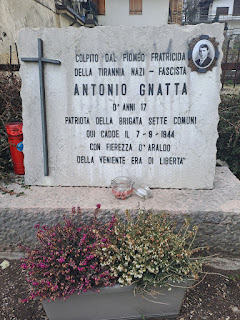 COLPITO DAL PIOMBO FRATRICIDA
DELLA TIRANNIA NAZI - FASCISTA
ANTONIO GNATTA
D'ANNI 17
PATRIOTA DELLA BRIGATA SETTE COMUNI
QUI CADDE IL 7-9-1944
CON FIEREZZA D'ARALDO
DELLA VENIENTE ERA DI LIBERTA'